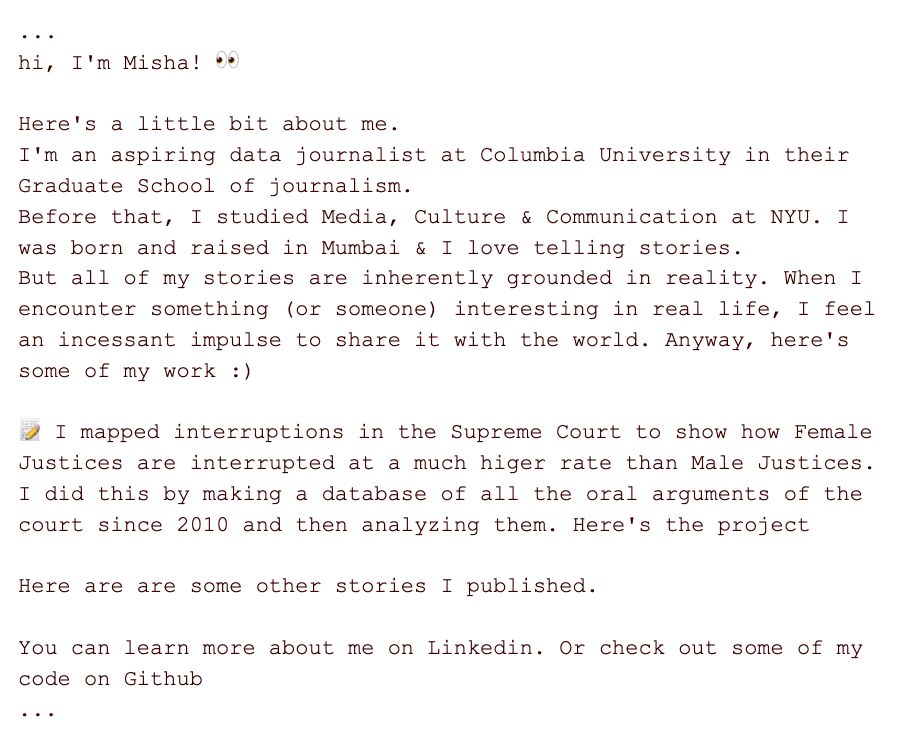 ...
hi, I'm Misha! 👀
Here's a little bit about me.
I'm an aspiring data journalist at Columbia University in their
Graduate School of journalism.
Before that, I studied Media, Culture & Communication at NYU. I
was born and raised in Mumbai & I love telling stories.
But all of my stories are inherently grounded in reality. When I
encounter something (or someone) interesting in real life, I feel
an incessant impulse to share it with the world. Anyway, here's
some of my work :)
📝 I mapped interruptions in the Supreme Court to show how Female
Justices are interrupted at a much higer rate than Male Justices.
I did this by making a database of all the oral arguments of the
court since 2010 and then analyzing them. Here's the project
Here are are some other stories I published.
You can learn more about me on Linkedin. Or check out some of my
code on Github
...